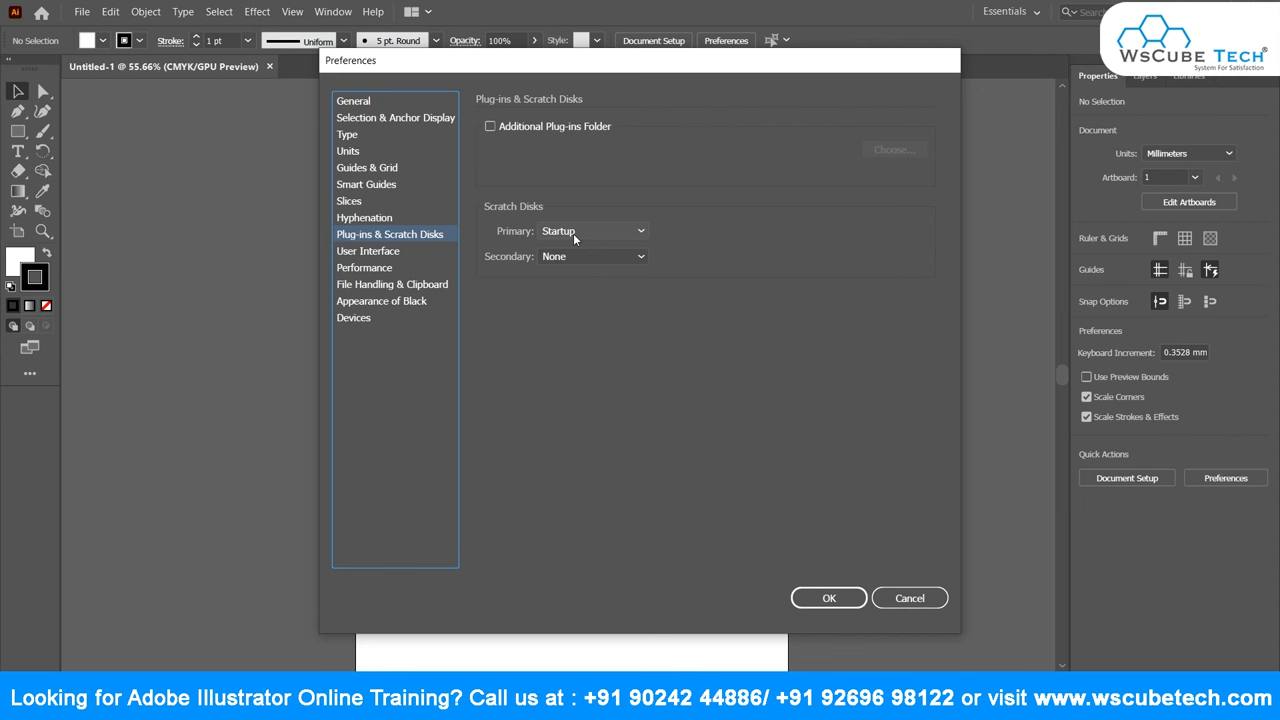 Ai File Edit Object Type Select Effect View Window Help Essentials Search
No Selection Stroke: 1 pt Uniform 5 pt. Round Opacity: 100% Style: Document Setup Preferences
WsCube Tech®
System For Satisfaction
Untitled-1 @ 55.66% (CMYK/GPU Preview)
Preferences
General
Selection & Anchor Display
Type
Units
Guides & Grid
Smart Guides
Slices
Hyphenation
Plug-ins & Scratch Disks
User Interface
Performance
File Handling & Clipboard
Appearance of Black
Devices
Plug-ins & Scratch Disks
Additional Plug-ins Folder
Choose...
Scratch Disks
Primary: Startup
Secondary: None
OK Cancel
Properties Layers Libraries
No Selection
Document
Units: Millimeters
Artboard: 1
Edit Artboards
Ruler & Grids
Guides
Snap Options
Preferences
Keyboard Increment: 0.3528 mm
Use Preview Bounds
Scale Corners
Scale Strokes & Effects
Quick Actions
Document Setup Preferences
Looking for Adobe Illustrator Online Training? Call us at : +91 90242 44886/ +91 92696 98122 or visit www.wscubetech.com